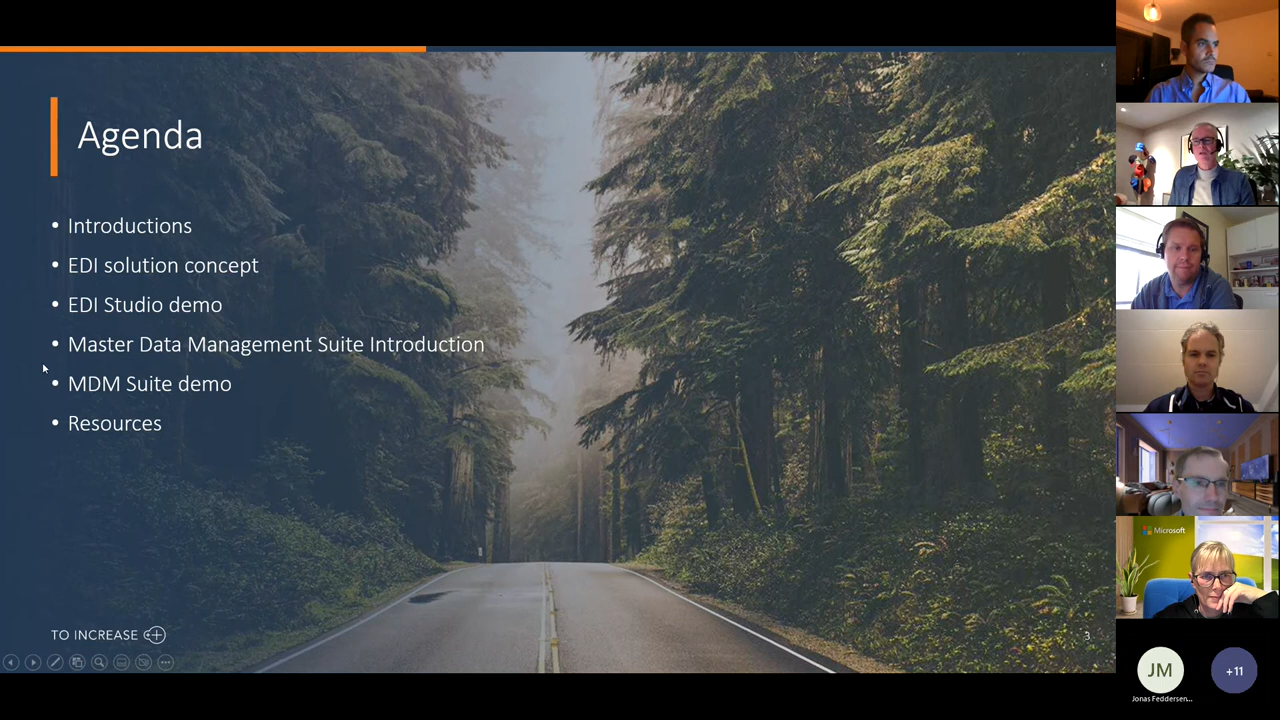 Agenda
• Introductions
• EDI solution concept
• EDI Studio demo
• Master Data Management Suite Introduction
• MDM Suite demo
• Resources
TO INCREASE
3
Microsoft
JM
+11
Jonas Feddersen...